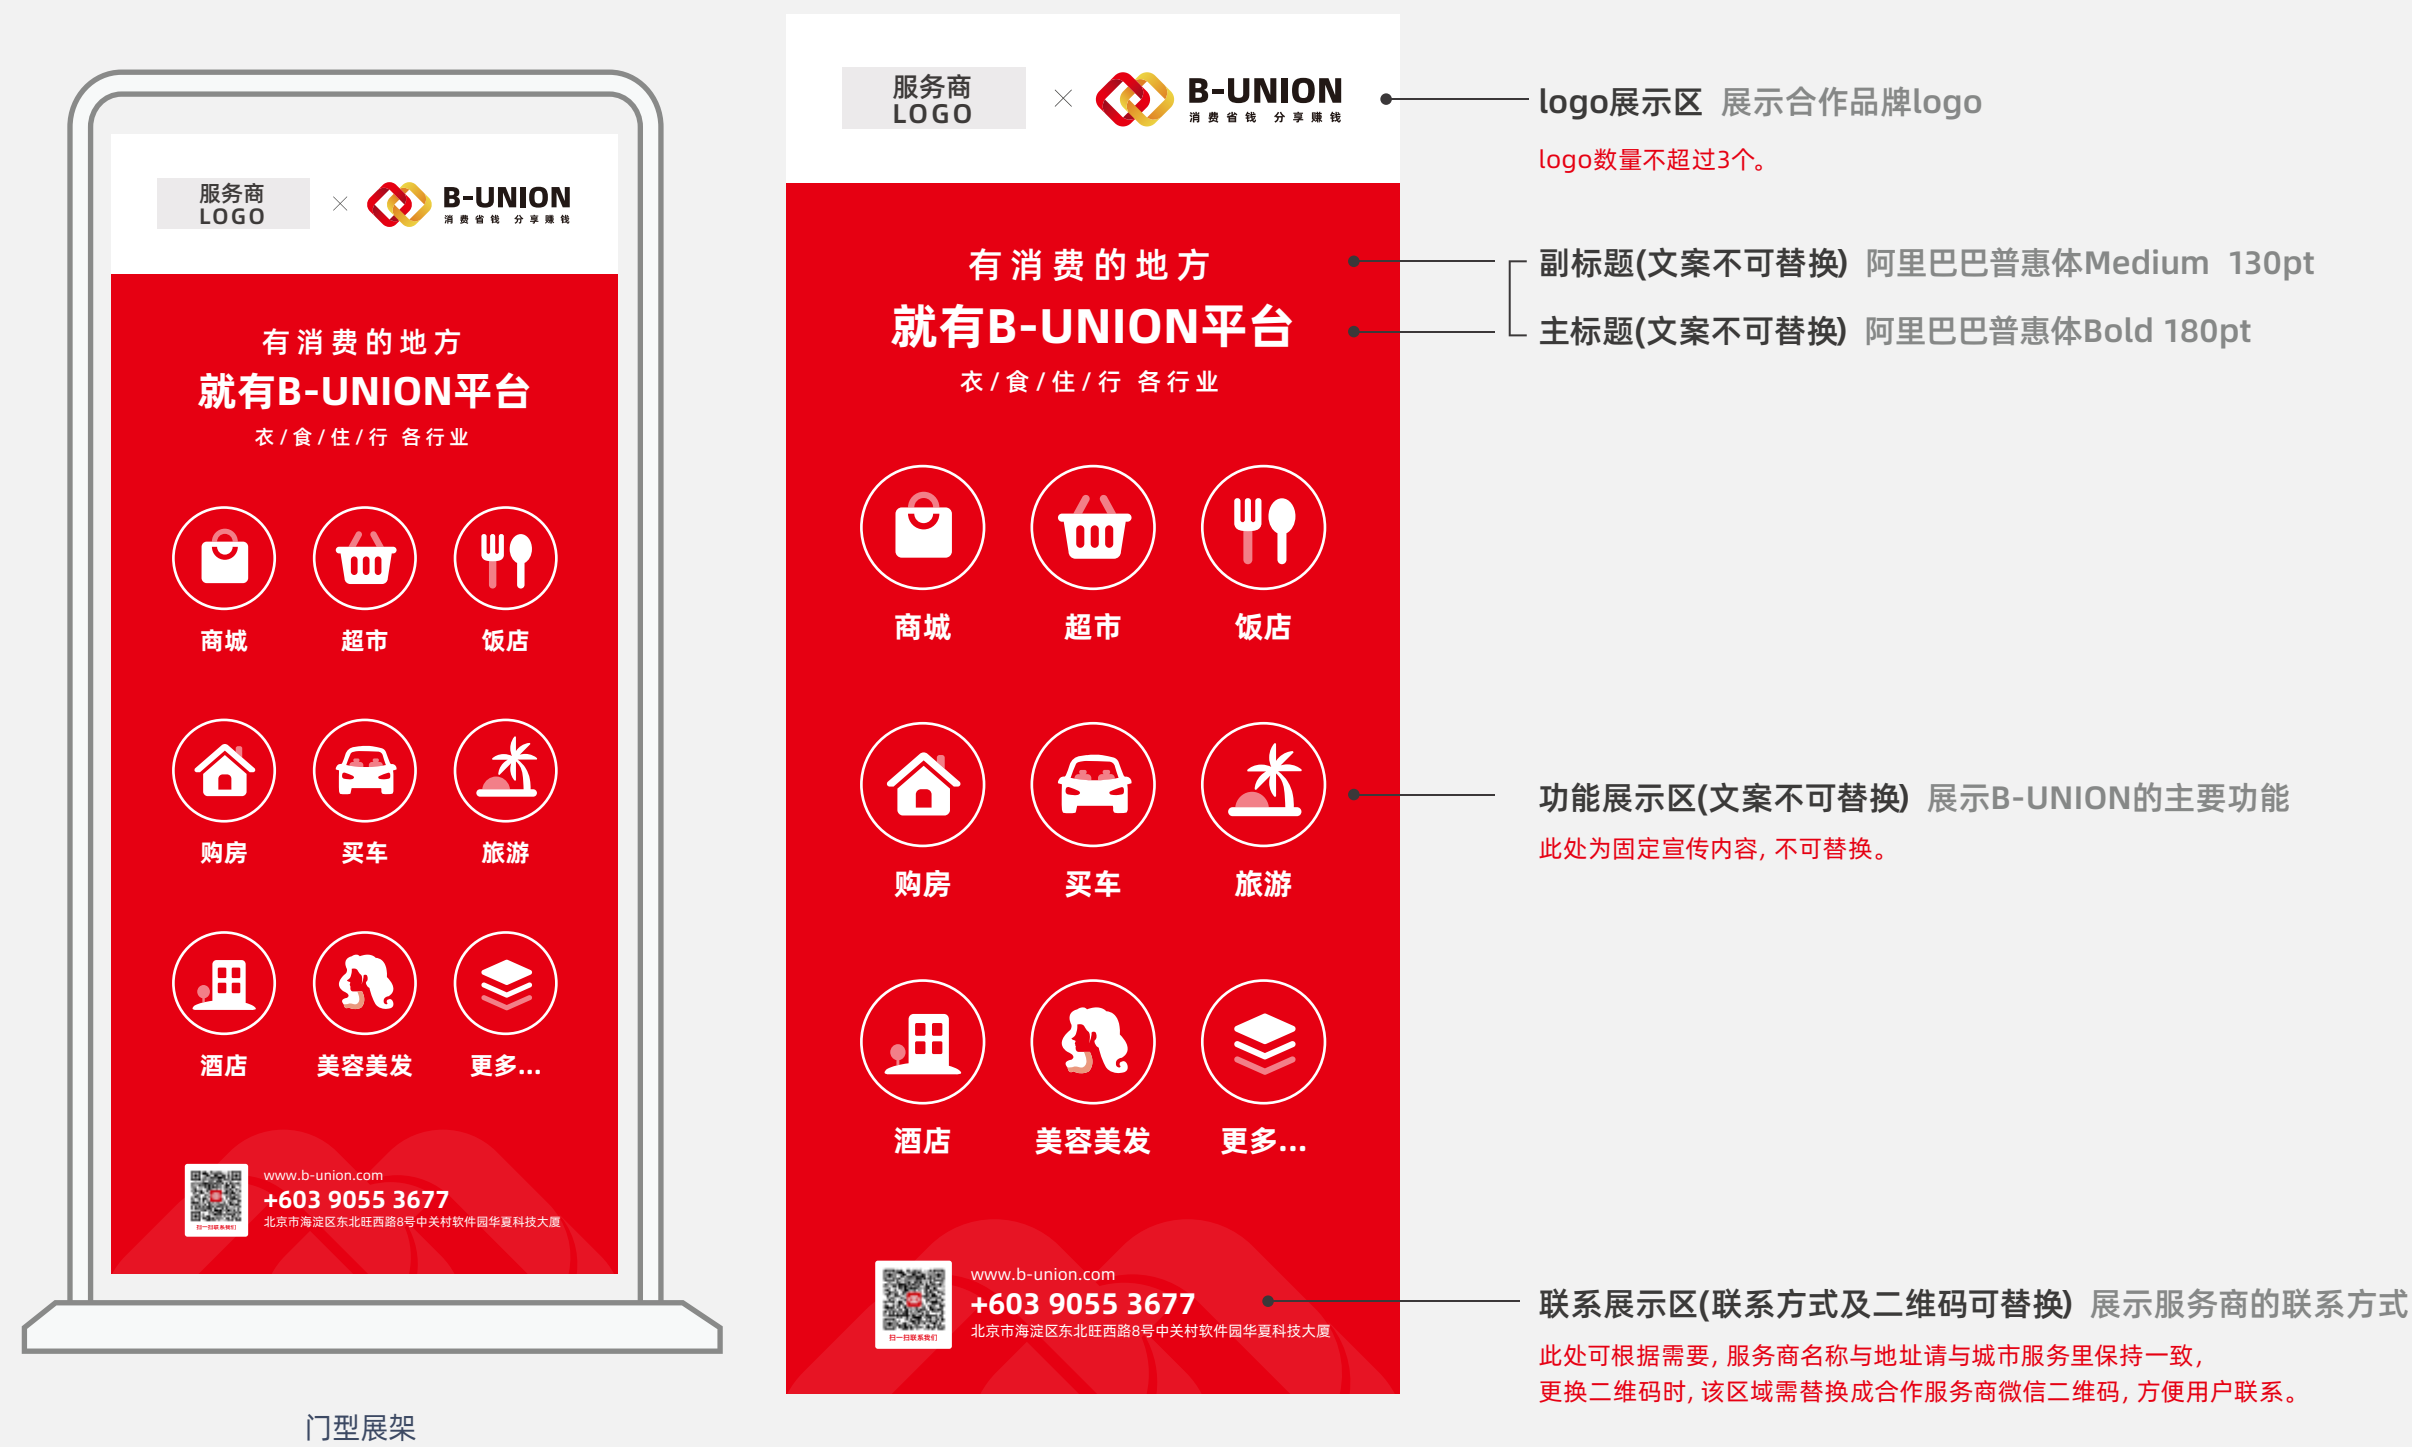 服务商
LOGO
×
B-UNION
消费省钱 分享赚钱
有消费的地方
就有B-UNION平台
衣/食/住/行 各行业
商城
超市
饭店
购房
买车
旅游
酒店
美容美发
更多...
扫一扫联系我们
www.b-union.com
+603 9055 3677
北京市海淀区东北旺西路8号中关村软件园华夏科技大厦
门型展架
服务商
LOGO
×
B-UNION
消费省钱 分享赚钱
有消费的地方
就有B-UNION平台
衣/食/住/行 各行业
商城
超市
饭店
购房
买车
旅游
酒店
美容美发
更多...
扫一扫联系我们
www.b-union.com
+603 9055 3677
北京市海淀区东北旺西路8号中关村软件园华夏科技大厦
logo展示区 展示合作品牌logo
logo数量不超过3个。
副标题(文案不可替换) 阿里巴巴普惠体Medium 130pt
主标题(文案不可替换) 阿里巴巴普惠体Bold 180pt
功能展示区(文案不可替换) 展示B-UNION的主要功能
此处为固定宣传内容, 不可替换。
联系展示区(联系方式及二维码可替换) 展示服务商的联系方式
此处可根据需要, 服务商名称与地址请与城市服务里保持一致,
更换二维码时, 该区域需替换成合作服务商微信二维码, 方便用户联系。